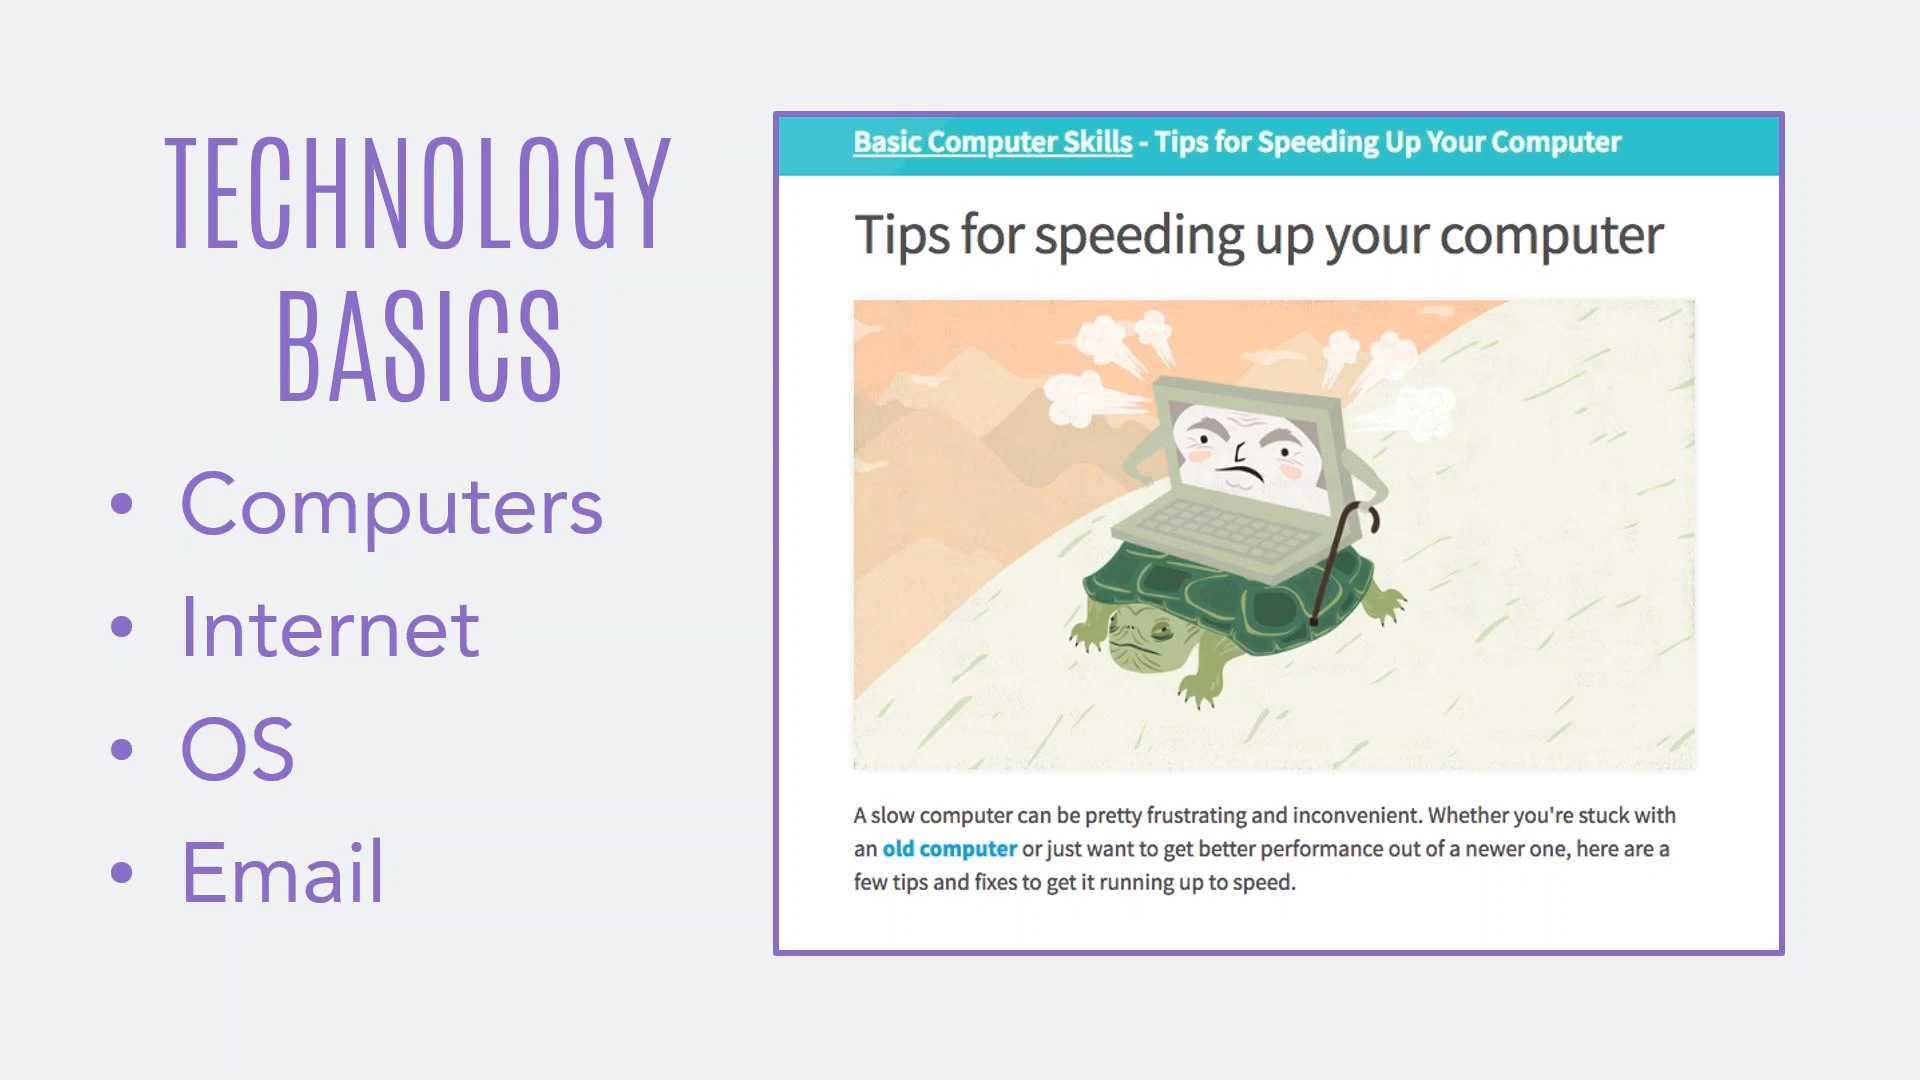 TECHNOLOGY
BASICS
• Computers
• Internet
• OS
• Email
Basic Computer Skills - Tips for Speeding Up Your Computer
Tips for speeding up your computer
A slow computer can be pretty frustrating and inconvenient. Whether you're stuck with
an old computer or just want to get better performance out of a newer one, here are a
few tips and fixes to get it running up to speed.